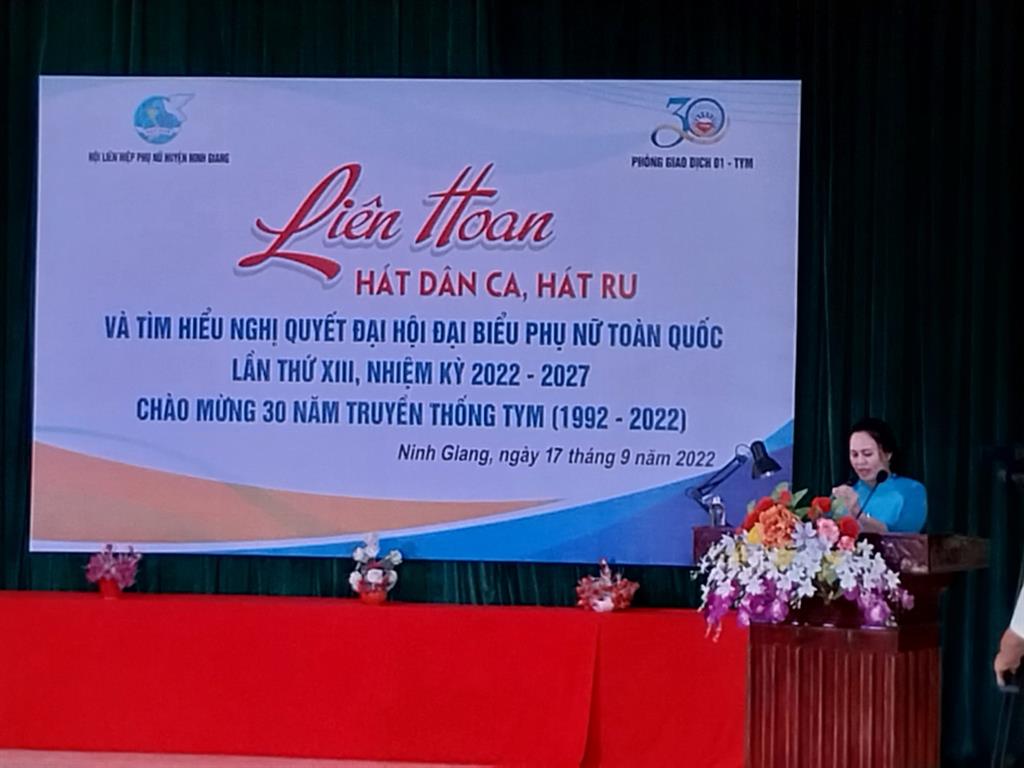 HỘI LIÊN HIỆP PHỤ NỮ HUYỆN NINH GIANG
30
PHÒNG GIAO DỊCH 01 - TYM
Liên Hoan
HÁT DÂN CA, HÁT RU
VÀ TÌM HIỂU NGHỊ QUYẾT ĐẠI HỘI ĐẠI BIỂU PHỤ NỮ TOÀN QUỐC
LẦN THỨ XIII, NHIỆM KỲ 2022 - 2027
CHÀO MỪNG 30 NĂM TRUYỀN THỐNG TYM (1992 - 2022)
Ninh Giang, ngày 17 tháng 9 năm 2022